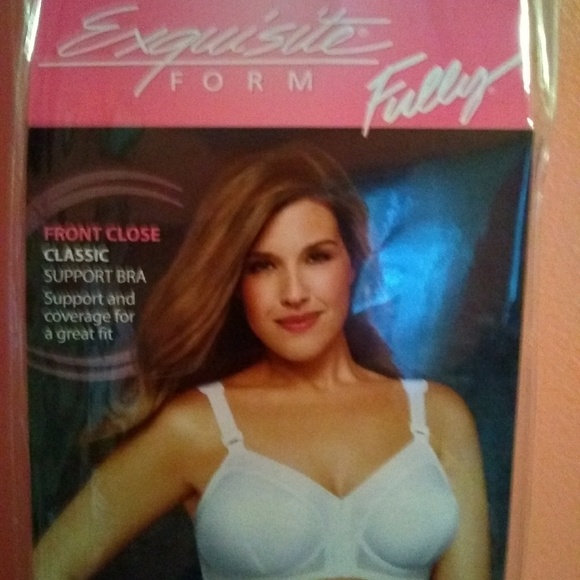 Exquisite®
FORM
Fully®
FRONT CLOSE
CLASSIC
SUPPORT BRA
Support and
coverage for
a great fit